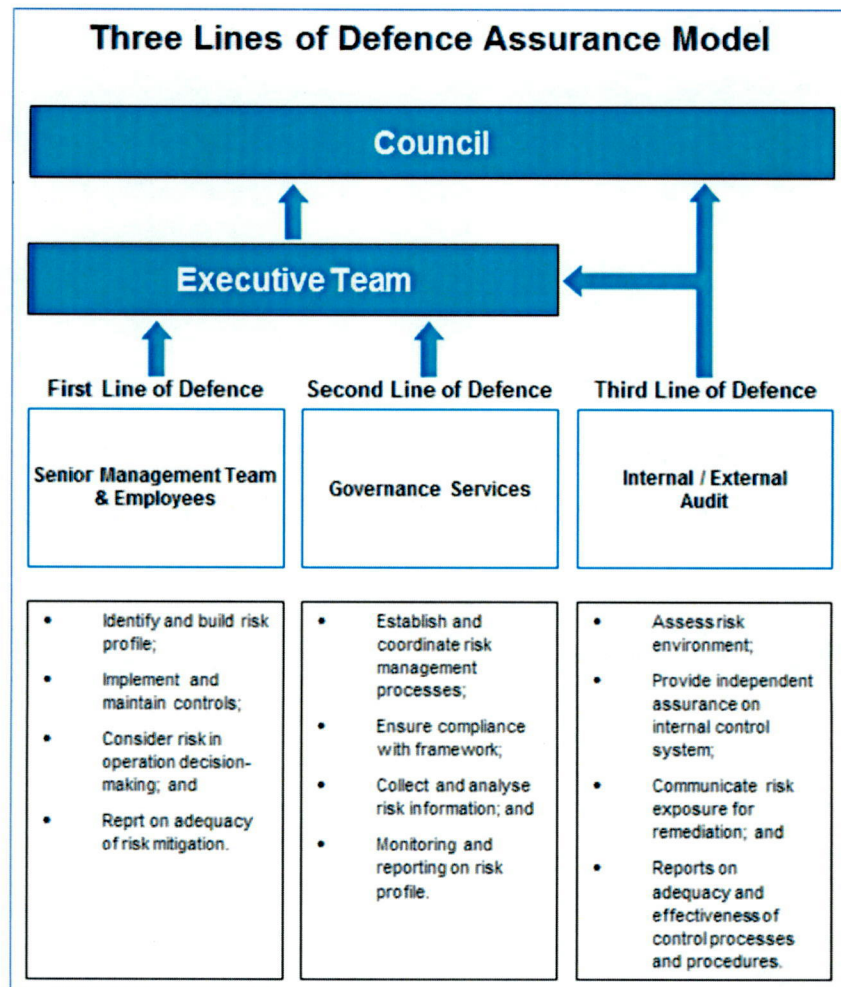 Three Lines of Defence Assurance Model
Council
Executive Team
First Line of Defence
Second Line of Defence
Third Line of Defence
Senior Management Team
& Employees
Governance Services
Internal / External
Audit
• Identify and build risk
profile;
• Implement and
maintain controls;
• Consider risk in
operation decision-
making; and
• Reprt on adequacy
of risk mitigation.
• Establish and
coordinate risk
management
processes;
• Ensure compliance
with framework;
• Collect and analyse
risk information; and
• Monitoring and
reporting on risk
profile.
• Assess risk
environment;
• Provide independent
assurance on
internal control
system;
• Communicate risk
exposure for
remediation; and
• Reports on
adequacy and
effectiveness of
control processes
and procedures.